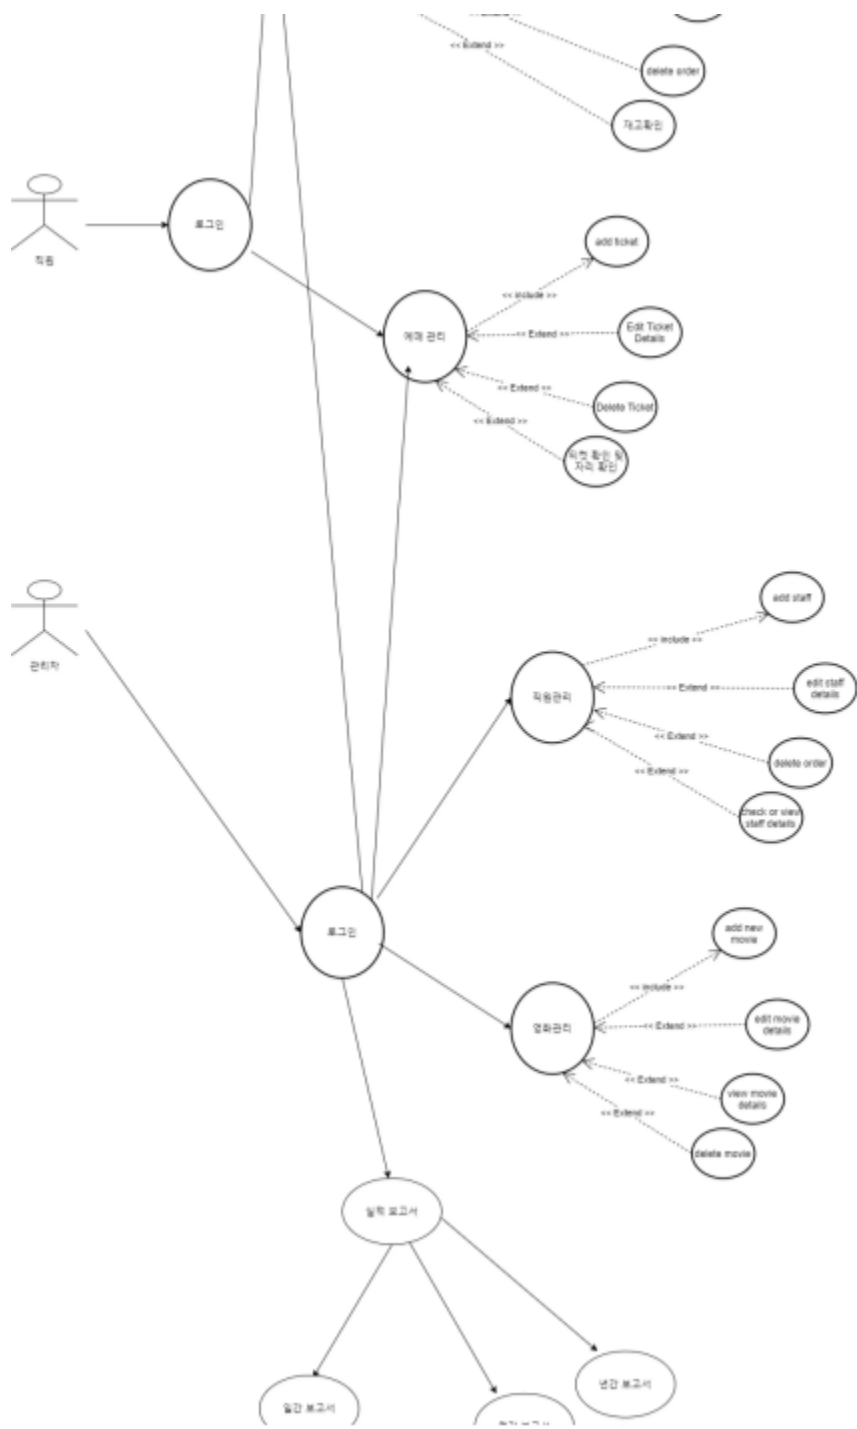 << Extend >>
<< Extend >>
delete order
재고확인
로그인
직원
add ticket
<< include >>
예매 관리
<< Extend >>
Edit Ticket
Details
<< Extend >>
Delete Ticket
<< Extend >>
티켓 확인 및
자리 확인
관리자
add staff
<< include >>
직원관리
<< Extend >>
edit staff
details
<< Extend >>
delete order
<< Extend >>
check or view
staff details
로그인
add new
movie
<< include >>
영화관리
<< Extend >>
edit movie
details
<< Extend >>
view movie
details
<< Extend >>
delete movie
실적 보고서
년간 보고서
일간 보고서
보고서